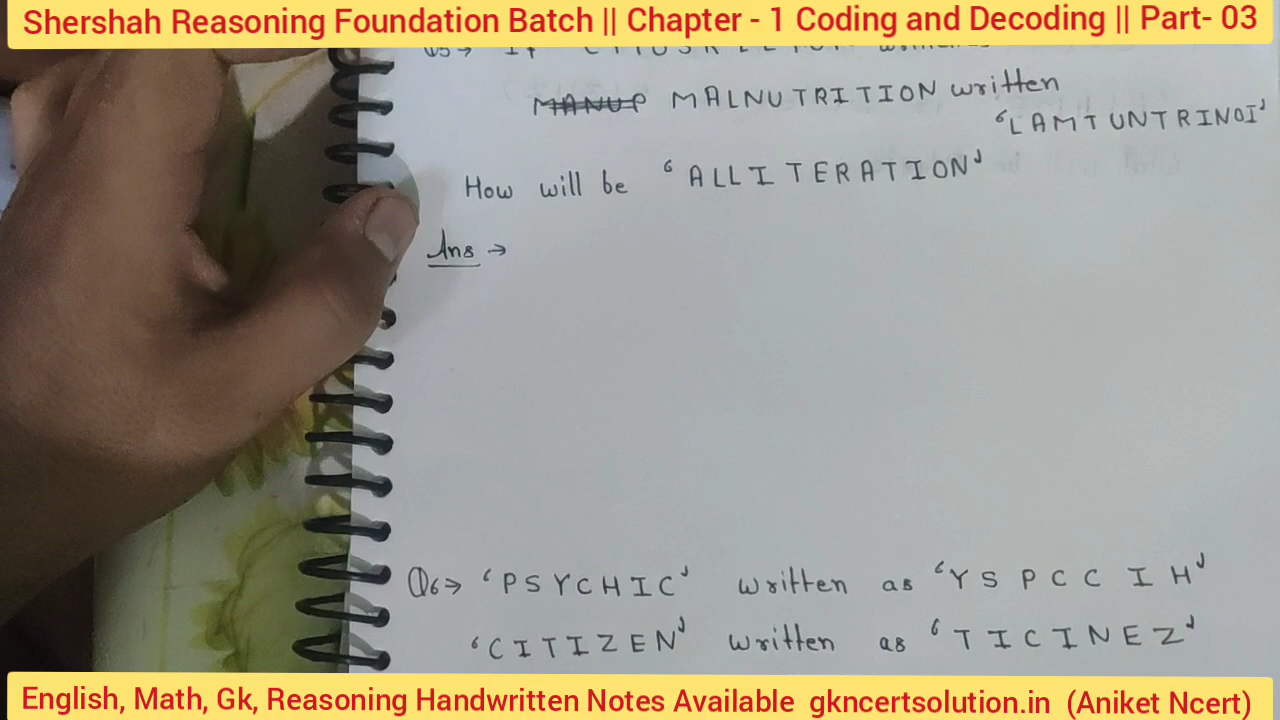 Shershah Reasoning Foundation Batch || Chapter - 1 Coding and Decoding || Part- 03
Q5→ If
MANUP MALNUTRITION written
'LAMTUNTRINOI'
How will be 'ALLITERATION'
Ans →
Q6→ 'PSYCHIC' written as 'YSPCCIH'
'CITIZEN' written as 'TICINEZ'
English, Math, Gk, Reasoning Handwritten Notes Available gkncertsolution.in (Aniket Ncert)